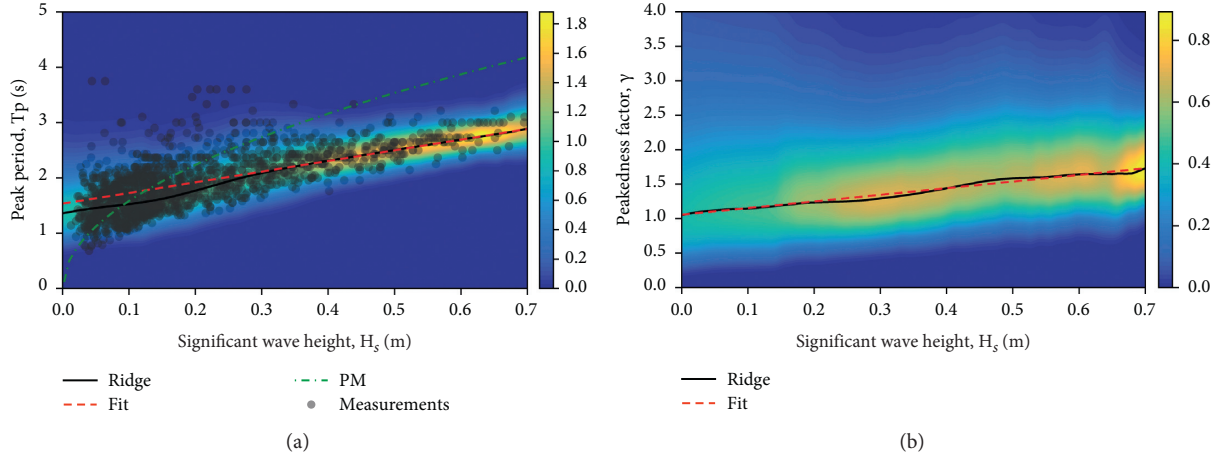 Peak period, Tp (s)
5
4
3
2
1
0
0.0 0.1 0.2 0.3 0.4 0.5 0.6 0.7
Significant wave height, Hₛ (m)
1.8
1.6
1.4
1.2
1.0
0.8
0.6
0.4
0.2
0.0
Ridge
Fit
PM
Measurements
(a)
Peakedness factor, γ
4.0
3.5
3.0
2.5
2.0
1.5
1.0
0.5
0.0
0.0 0.1 0.2 0.3 0.4 0.5 0.6 0.7
Significant wave height, Hₛ (m)
0.8
0.6
0.4
0.2
0.0
Ridge
Fit
(b)